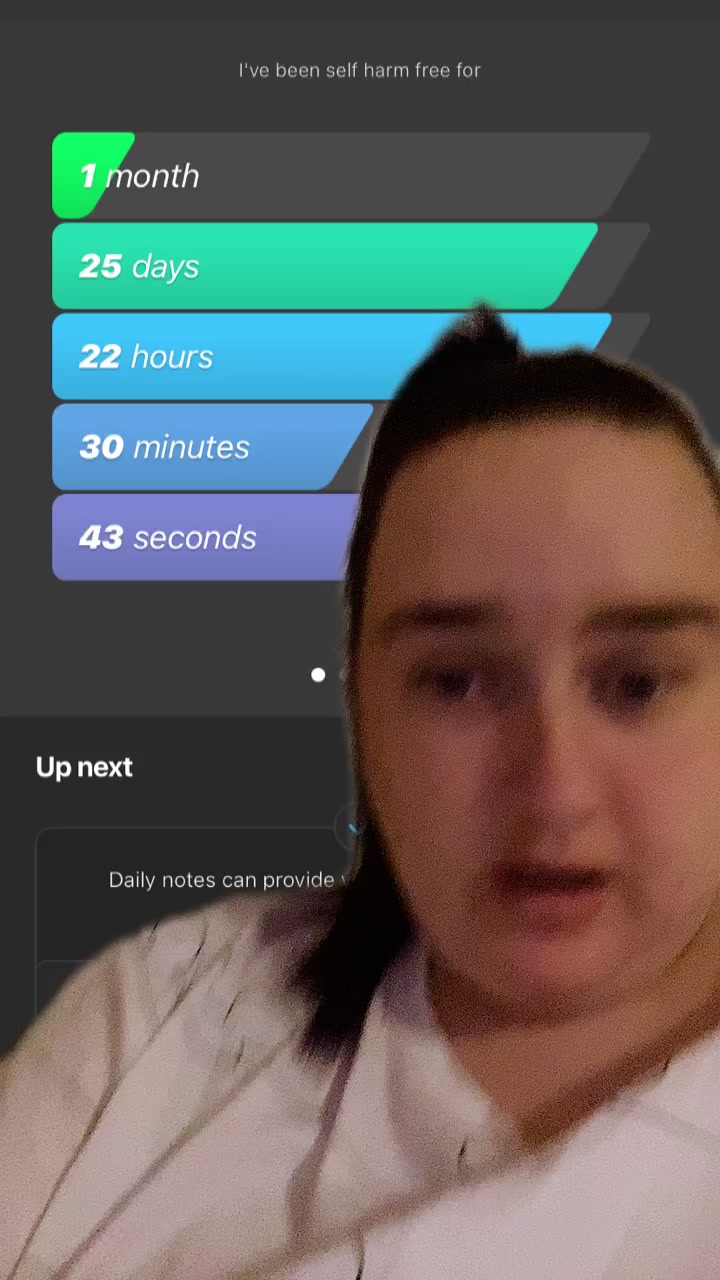 I've been self harm free for
1 month
25 days
22 hours
30 minutes
43 seconds
Up next
Daily notes can provide